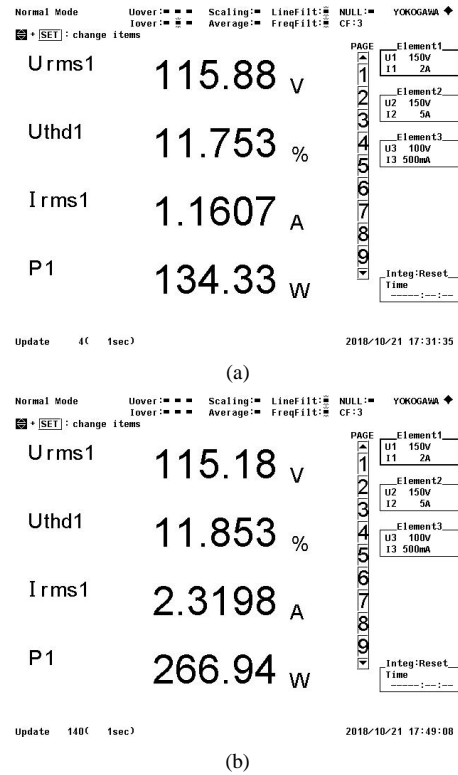 Normal Mode Uover:= = = Scaling:= LineFilt: NULL:= YOKOGAWA ◆
Iover:= = = Average:= FreqFilt: CF:3
+ SET : change items
PAGE
Urms1 115.88 V
Uthd1 11.753 %
Irms1 1.1607 A
P1 134.33 W
1
2
3
4
5
6
7
8
9
Element1
U1 150V
I1 2A
Element2
U2 150V
I2 5A
Element3
U3 100V
I3 500mA
Integ:Reset
Time
-----:--:--
Update 4( 1sec) 2018/10/21 17:31:35
(a)
Normal Mode Uover:= = = Scaling:= LineFilt: NULL:= YOKOGAWA ◆
Iover:= = = Average:= FreqFilt: CF:3
+ SET : change items
PAGE
Urms1 115.18 V
Uthd1 11.853 %
Irms1 2.3198 A
P1 266.94 W
1
2
3
4
5
6
7
8
9
Element1
U1 150V
I1 2A
Element2
U2 150V
I2 5A
Element3
U3 100V
I3 500mA
Integ:Reset
Time
-----:--:--
Update 140( 1sec) 2018/10/21 17:49:08
(b)